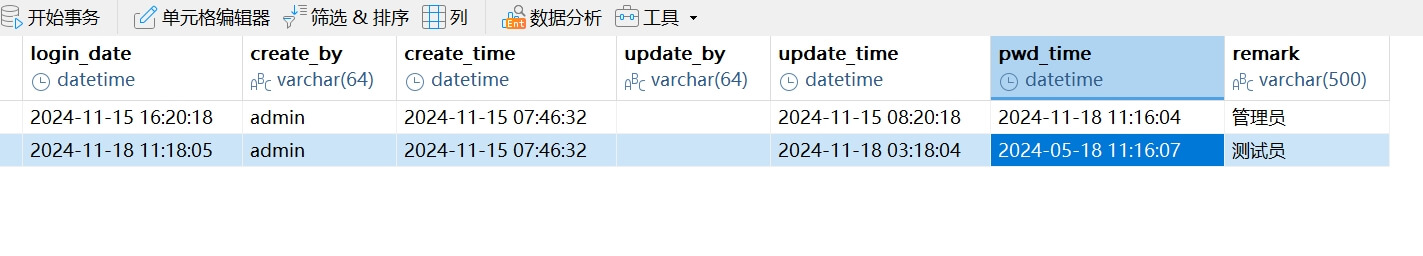 开始事务 单元格编辑器 筛选 & 排序 列 Ent 数据分析 工具
login_date create_by create_time update_by update_time pwd_time remark
datetime ABC varchar(64) datetime ABC varchar(64) datetime datetime ABC varchar(500)
2024-11-15 16:20:18 admin 2024-11-15 07:46:32 2024-11-15 08:20:18 2024-11-18 11:16:04 管理员
2024-11-18 11:18:05 admin 2024-11-15 07:46:32 2024-11-18 03:18:04 2024-05-18 11:16:07 测试员